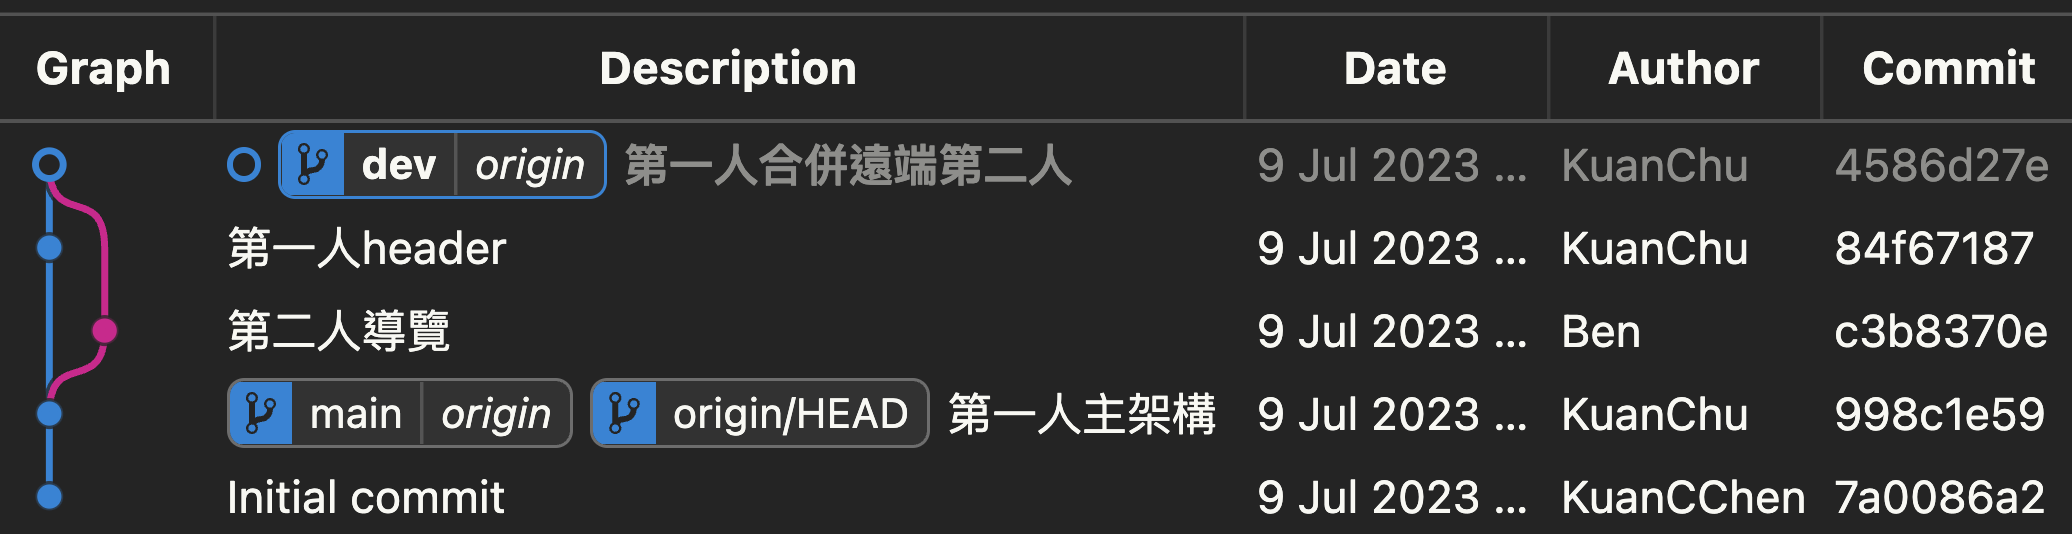 Graph Description Date Author Commit
dev origin 第一人合併遠端第二人 9 Jul 2023 ... KuanChu 4586d27e
第一人header 9 Jul 2023 ... KuanChu 84f67187
第二人導覽 9 Jul 2023 ... Ben c3b8370e
main origin origin/HEAD 第一人主架構 9 Jul 2023 ... KuanChu 998c1e59
Initial commit 9 Jul 2023 ... KuanCChen 7a0086a2